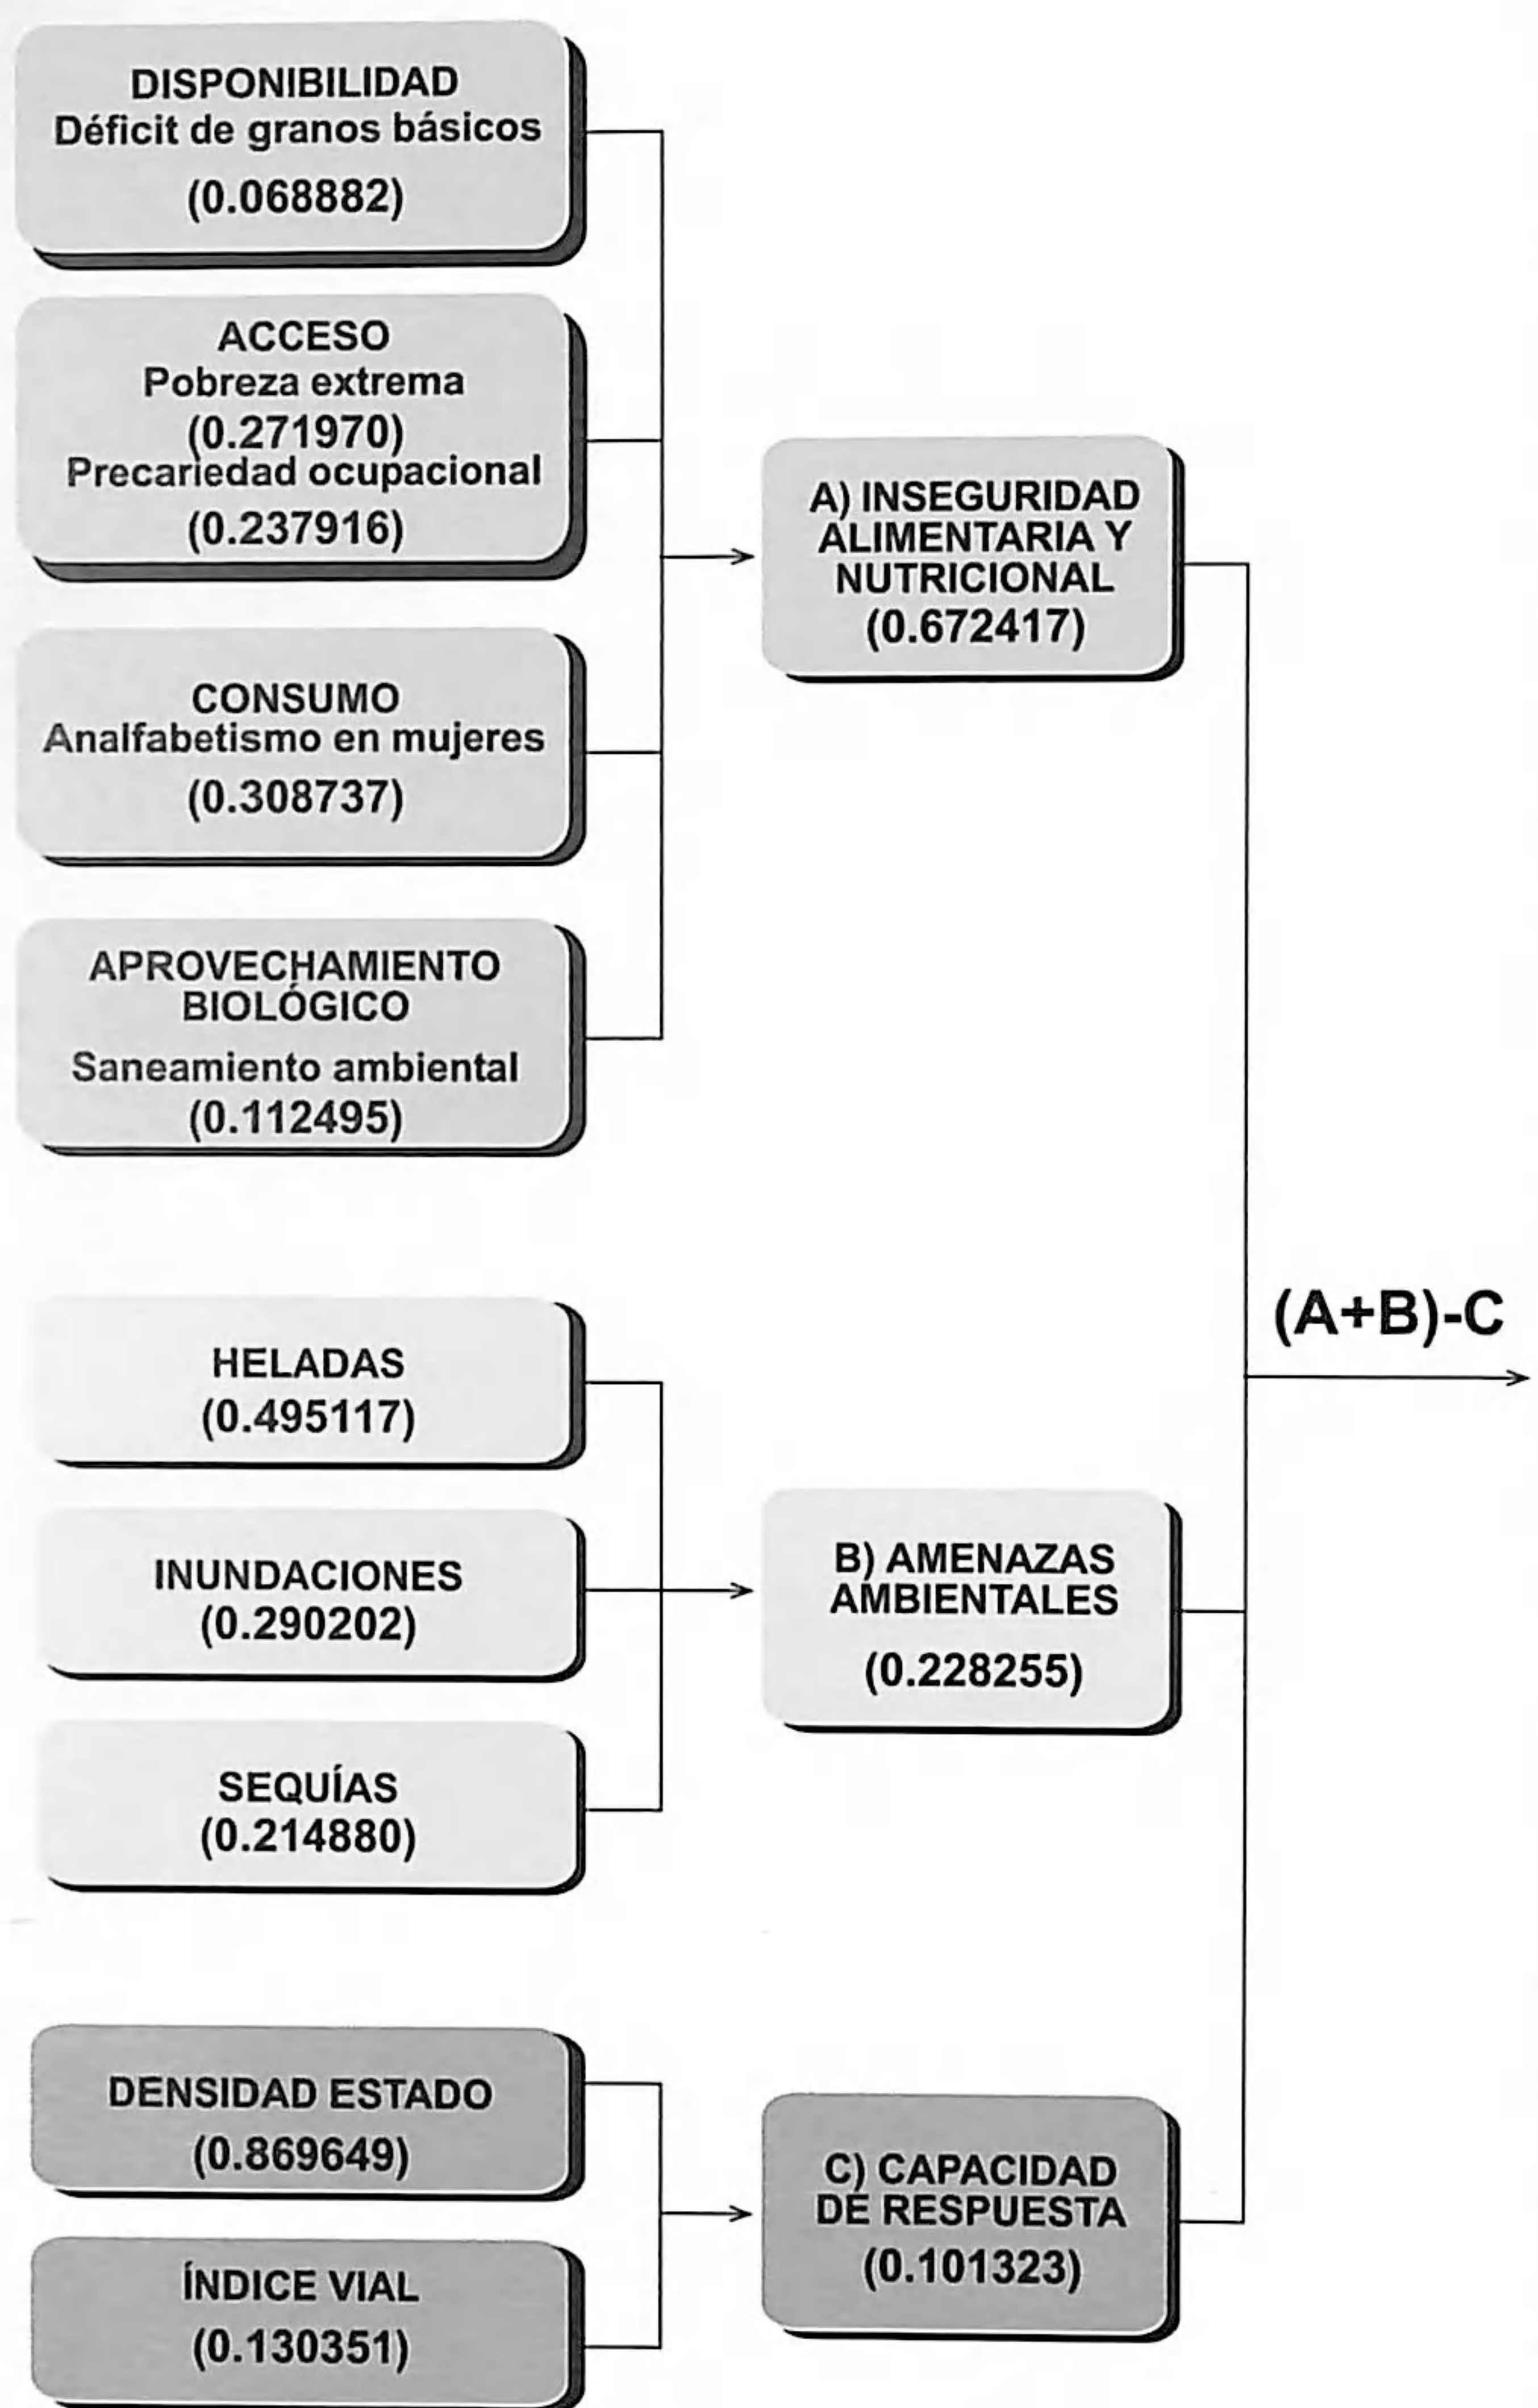 DISPONIBILIDAD
Déficit de granos básicos
(0.068882)
ACCESO
Pobreza extrema
(0.271970)
Precariedad ocupacional
(0.237916)
CONSUMO
Analfabetismo en mujeres
(0.308737)
APROVECHAMIENTO
BIOLÓGICO
Saneamiento ambiental
(0.112495)
A) INSEGURIDAD
ALIMENTARIA Y
NUTRICIONAL
(0.672417)
HELADAS
(0.495117)
INUNDACIONES
(0.290202)
SEQUÍAS
(0.214880)
B) AMENAZAS
AMBIENTALES
(0.228255)
DENSIDAD ESTADO
(0.869649)
ÍNDICE VIAL
(0.130351)
C) CAPACIDAD
DE RESPUESTA
(0.101323)
(A+B)-C